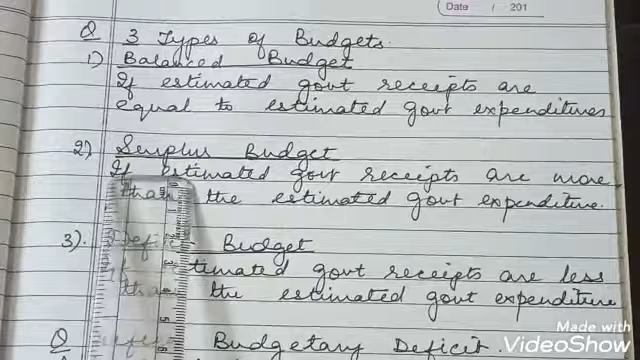 Date / 201
Q 3 Types of Budgets.
1) Balanced Budget
If estimated govt receipts are
equal to estimated govt expenditures
2) Surplus Budget
If estimated govt receipts are more
than the estimated govt expenditure.
3). Deficit Budget
If estimated govt receipts are less
than the estimated govt expenditure
Q Budgetary Deficit.
Made with
VideoShow